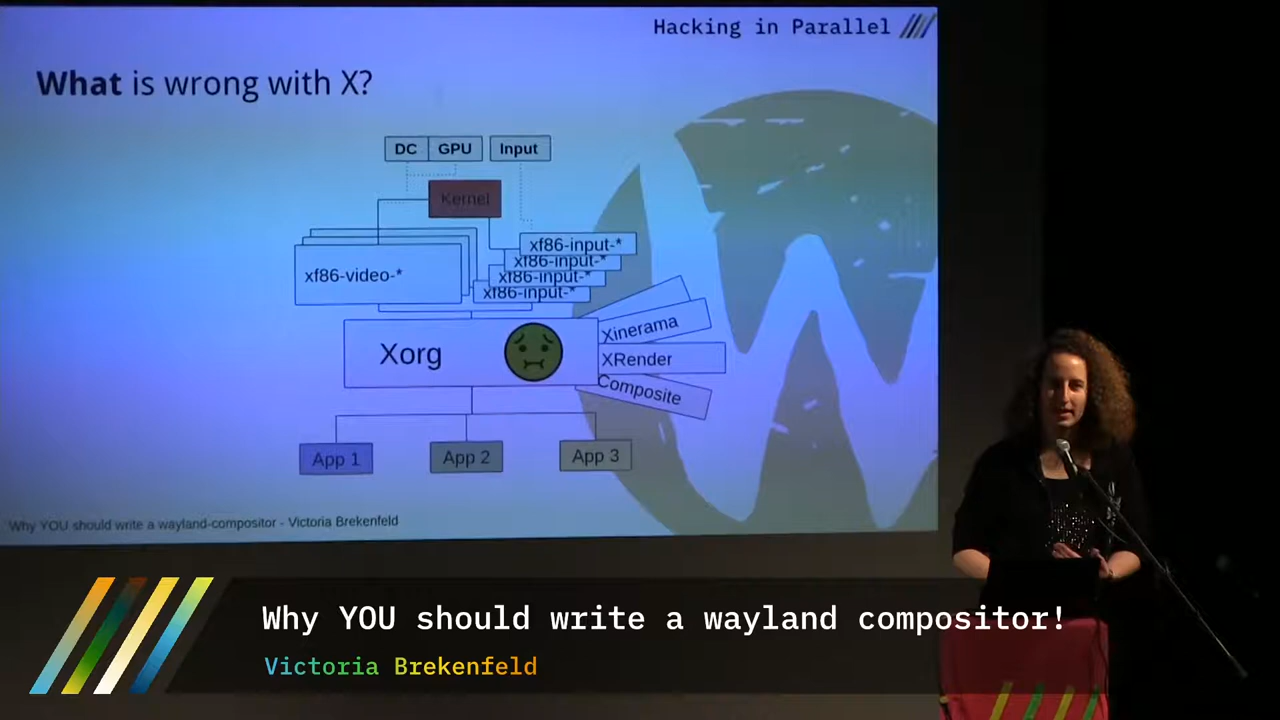 Hacking in Parallel
What is wrong with X?
DC
GPU
Input
Kernel
xf86-video-*
xf86-input-*
xf86-input-*
xf86-input-*
xf86-input-*
Xorg
Xinerama
XRender
Composite
App 1
App 2
App 3
Why YOU should write a wayland-compositor - Victoria Brekenfeld
Why YOU should write a wayland compositor!
Victoria Brekenfeld